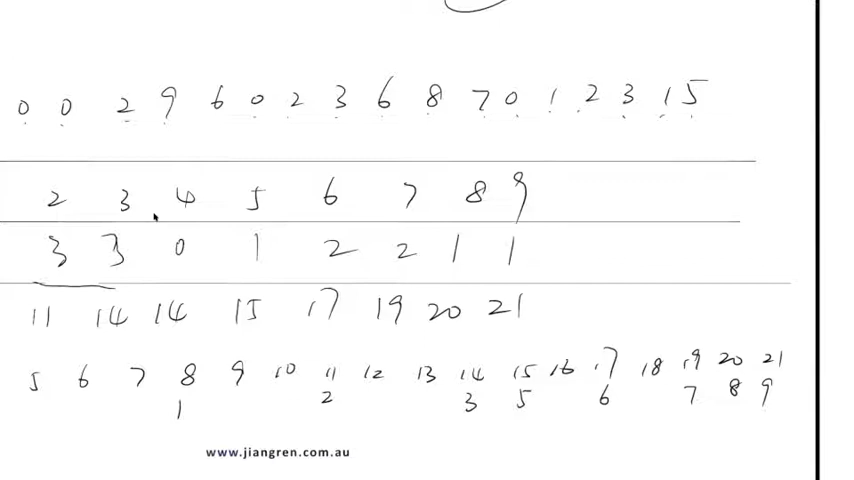 0 0 2 9 6 0 2 3 6 8 7 0 1 2 3 1 5
2 3 4 5 6 7 8 9
3 3 0 1 2 2 1 1
11 14 14 15 17 19 20 21
5 6 7 8 9 10 11 12 13 14 15 16 17 18 19 20 21
1 2 3 5 6 7 8 9
www.jiangren.com.au